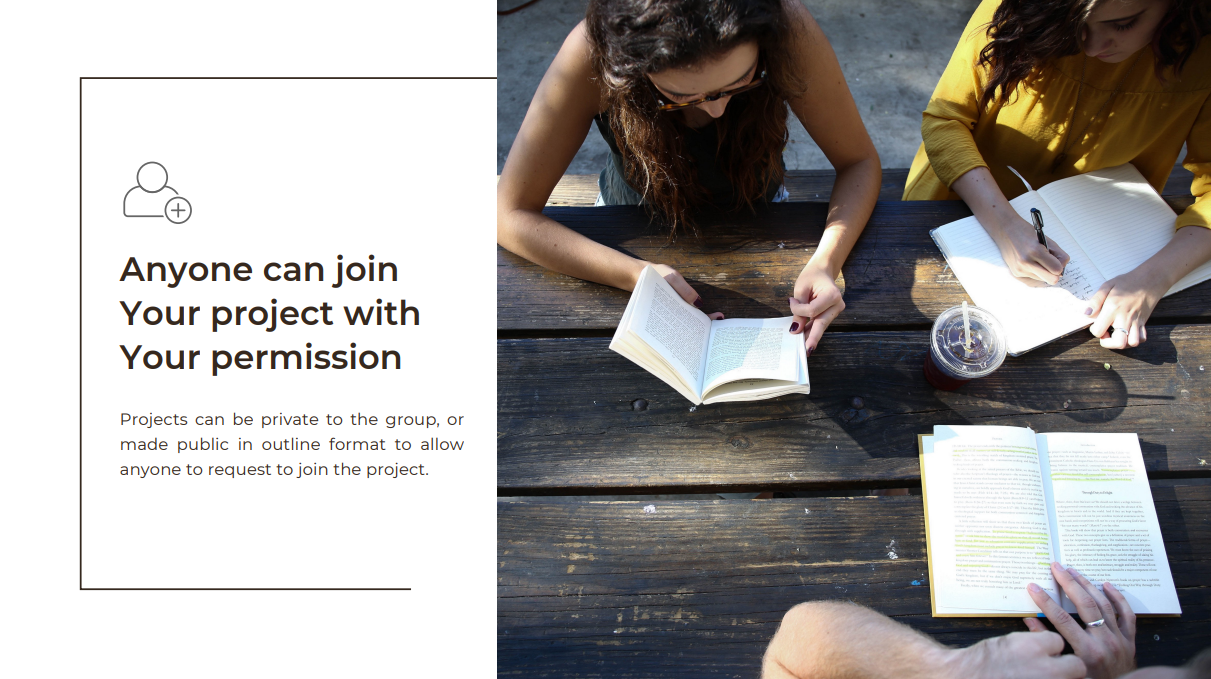 Anyone can join
Your project with
Your permission
Projects can be private to the group, or
made public in outline format to allow
anyone to request to join the project.